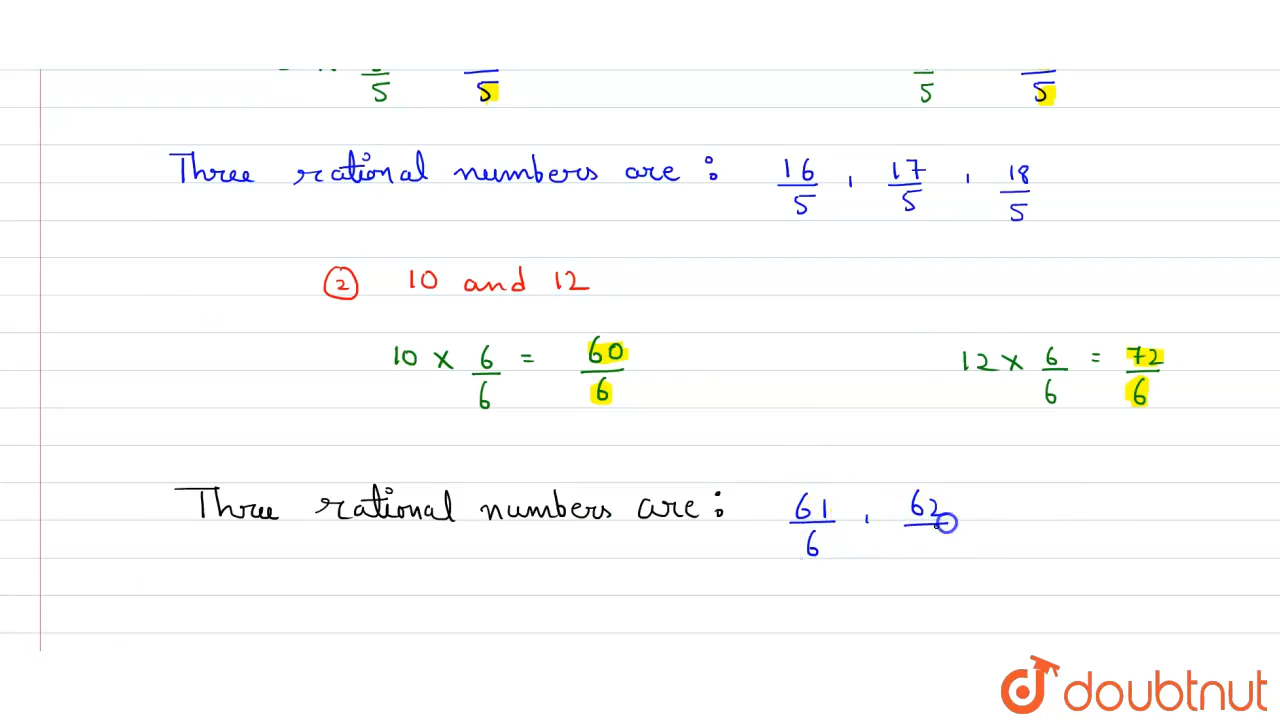 5 5 5 5
Three rational numbers are : 16/5 , 17/5 , 18/5
② 10 and 12
10 × 6/6 = 60/6 12 × 6/6 = 72/6
Three rational numbers are : 61/6 , 62
doubtnut